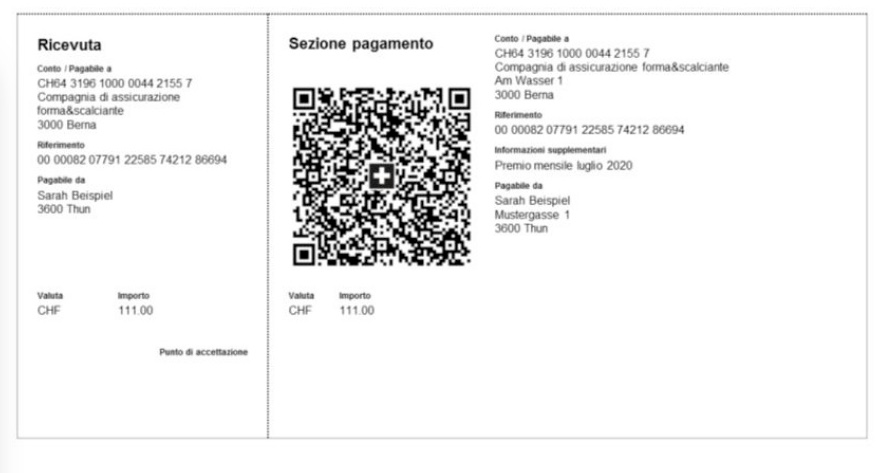 Ricevuta
Conto / Pagabile a
CH64 3196 1000 0044 2155 7
Compagnia di assicurazione
forma&scalciante
3000 Berna
Riferimento
00 00082 07791 22585 74212 86694
Pagabile da
Sarah Beispiel
3600 Thun
Valuta Importo
CHF 111.00
Punto di accettazione
Sezione pagamento
Valuta Importo
CHF 111.00
Conto / Pagabile a
CH64 3196 1000 0044 2155 7
Compagnia di assicurazione forma&scalciante
Am Wasser 1
3000 Berna
Riferimento
00 00082 07791 22585 74212 86694
Informazioni supplementari
Premio mensile luglio 2020
Pagabile da
Sarah Beispiel
Mustergasse 1
3600 Thun